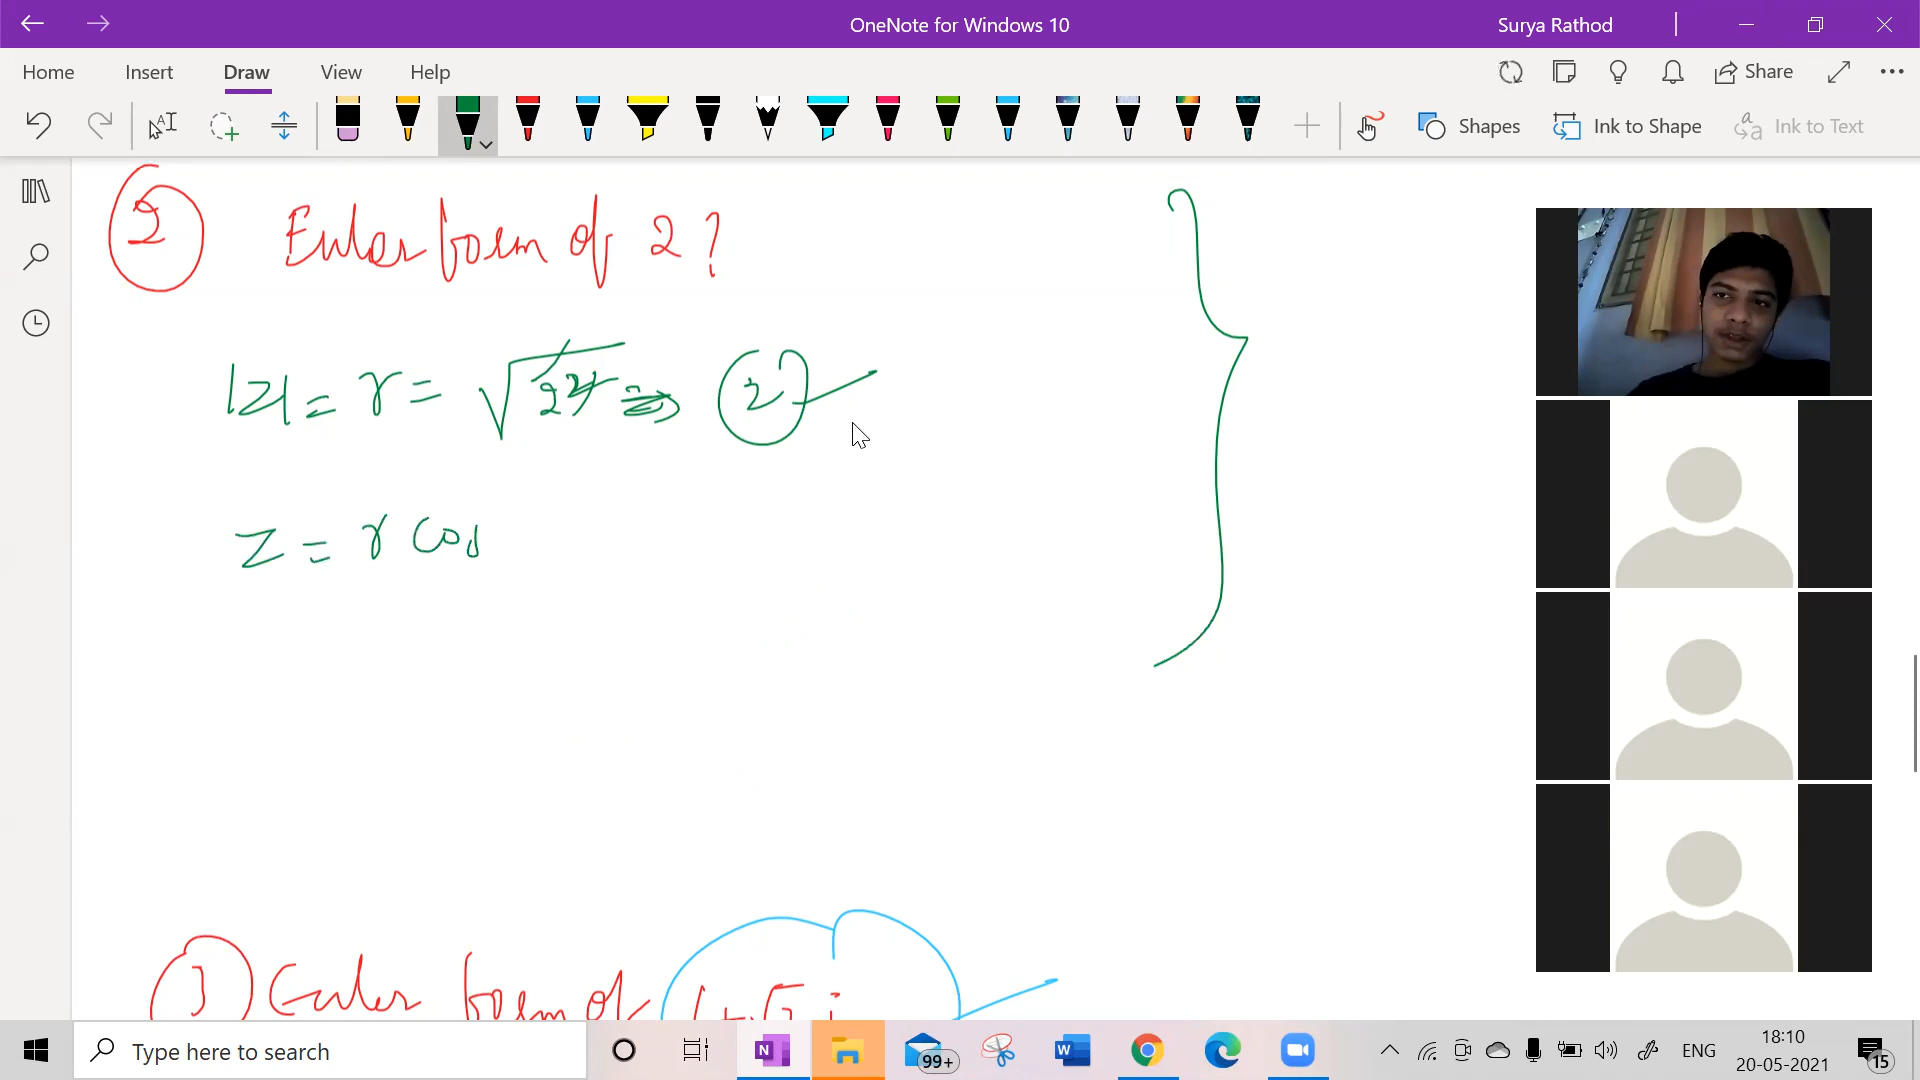 OneNote for Windows 10
Surya Rathod
Home Insert Draw View Help
Share
Shapes Ink to Shape Ink to Text
2 Euler form of 2?
|z| = r = √2² 2
z = r cos
3 Euler form of 1+√3 i
Type here to search
99+
ENG
18:10
20-05-2021
15